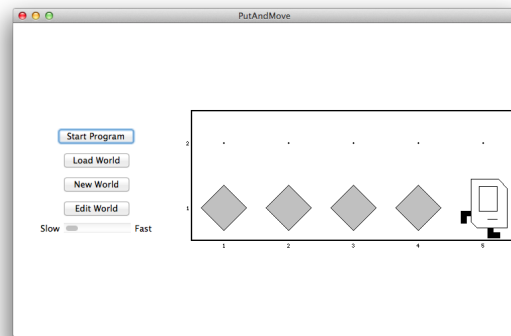 PutAndMove
Start Program
Load World
New World
Edit World
Slow Fast
2
1
1 2 3 4 5